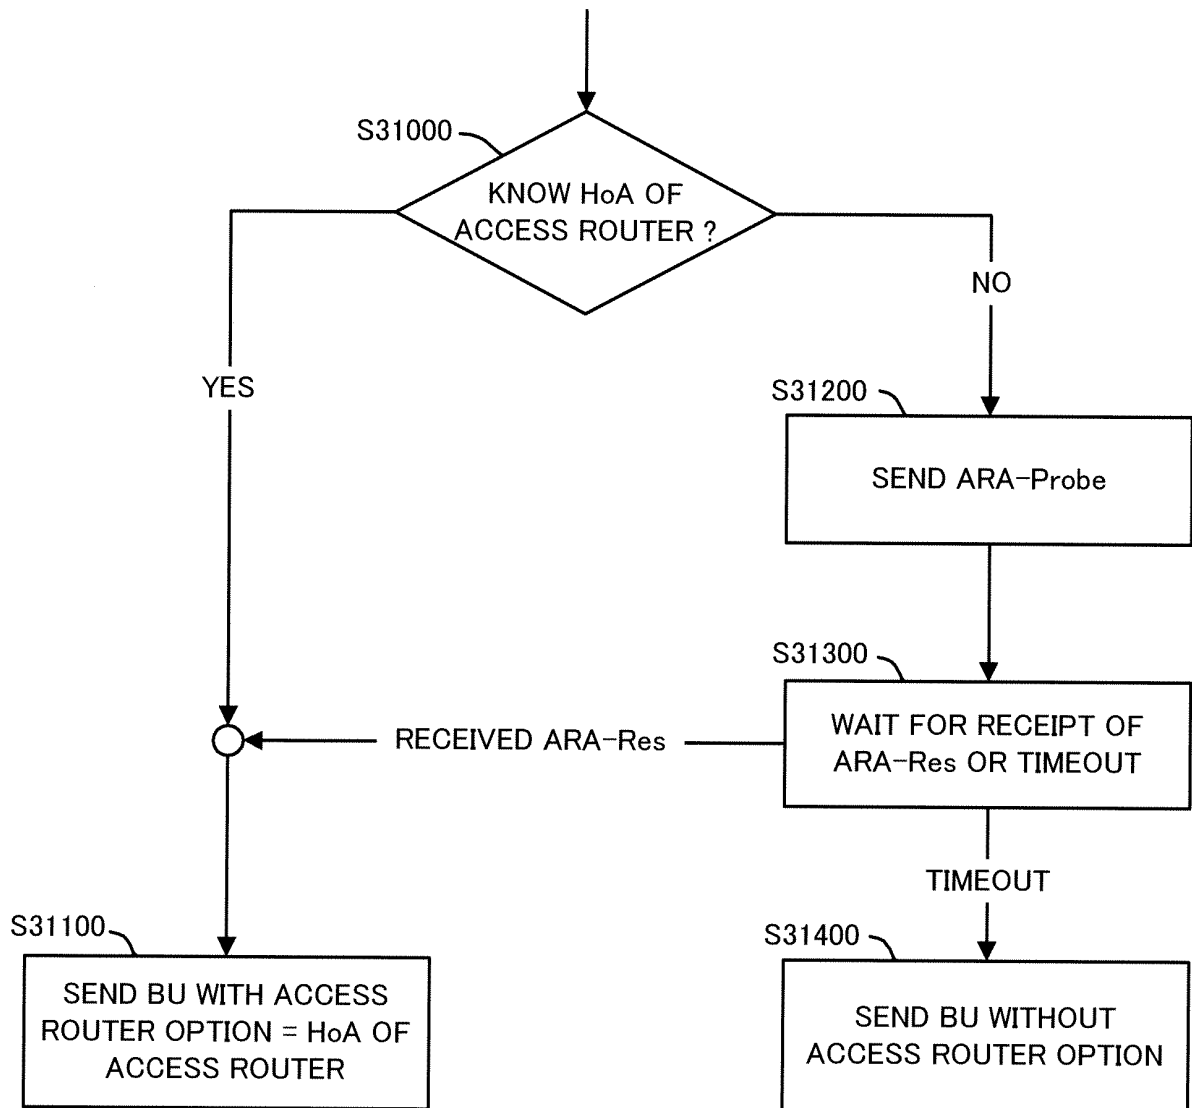 S31000
KNOW HoA OF
ACCESS ROUTER ?
NO
YES
S31200
SEND ARA-Probe
S31300
WAIT FOR RECEIPT OF
ARA-Res OR TIMEOUT
RECEIVED ARA-Res
TIMEOUT
S31100
SEND BU WITH ACCESS
ROUTER OPTION = HoA OF
ACCESS ROUTER
S31400
SEND BU WITHOUT
ACCESS ROUTER OPTION